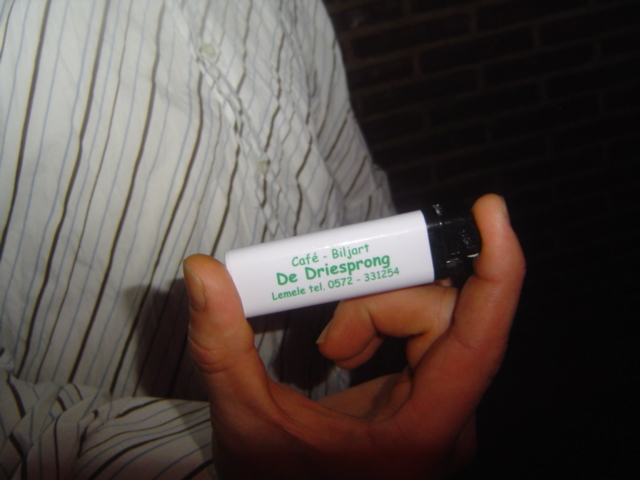 Café - Biljart
De Driesprong
Lemele tel. 0572 - 331254